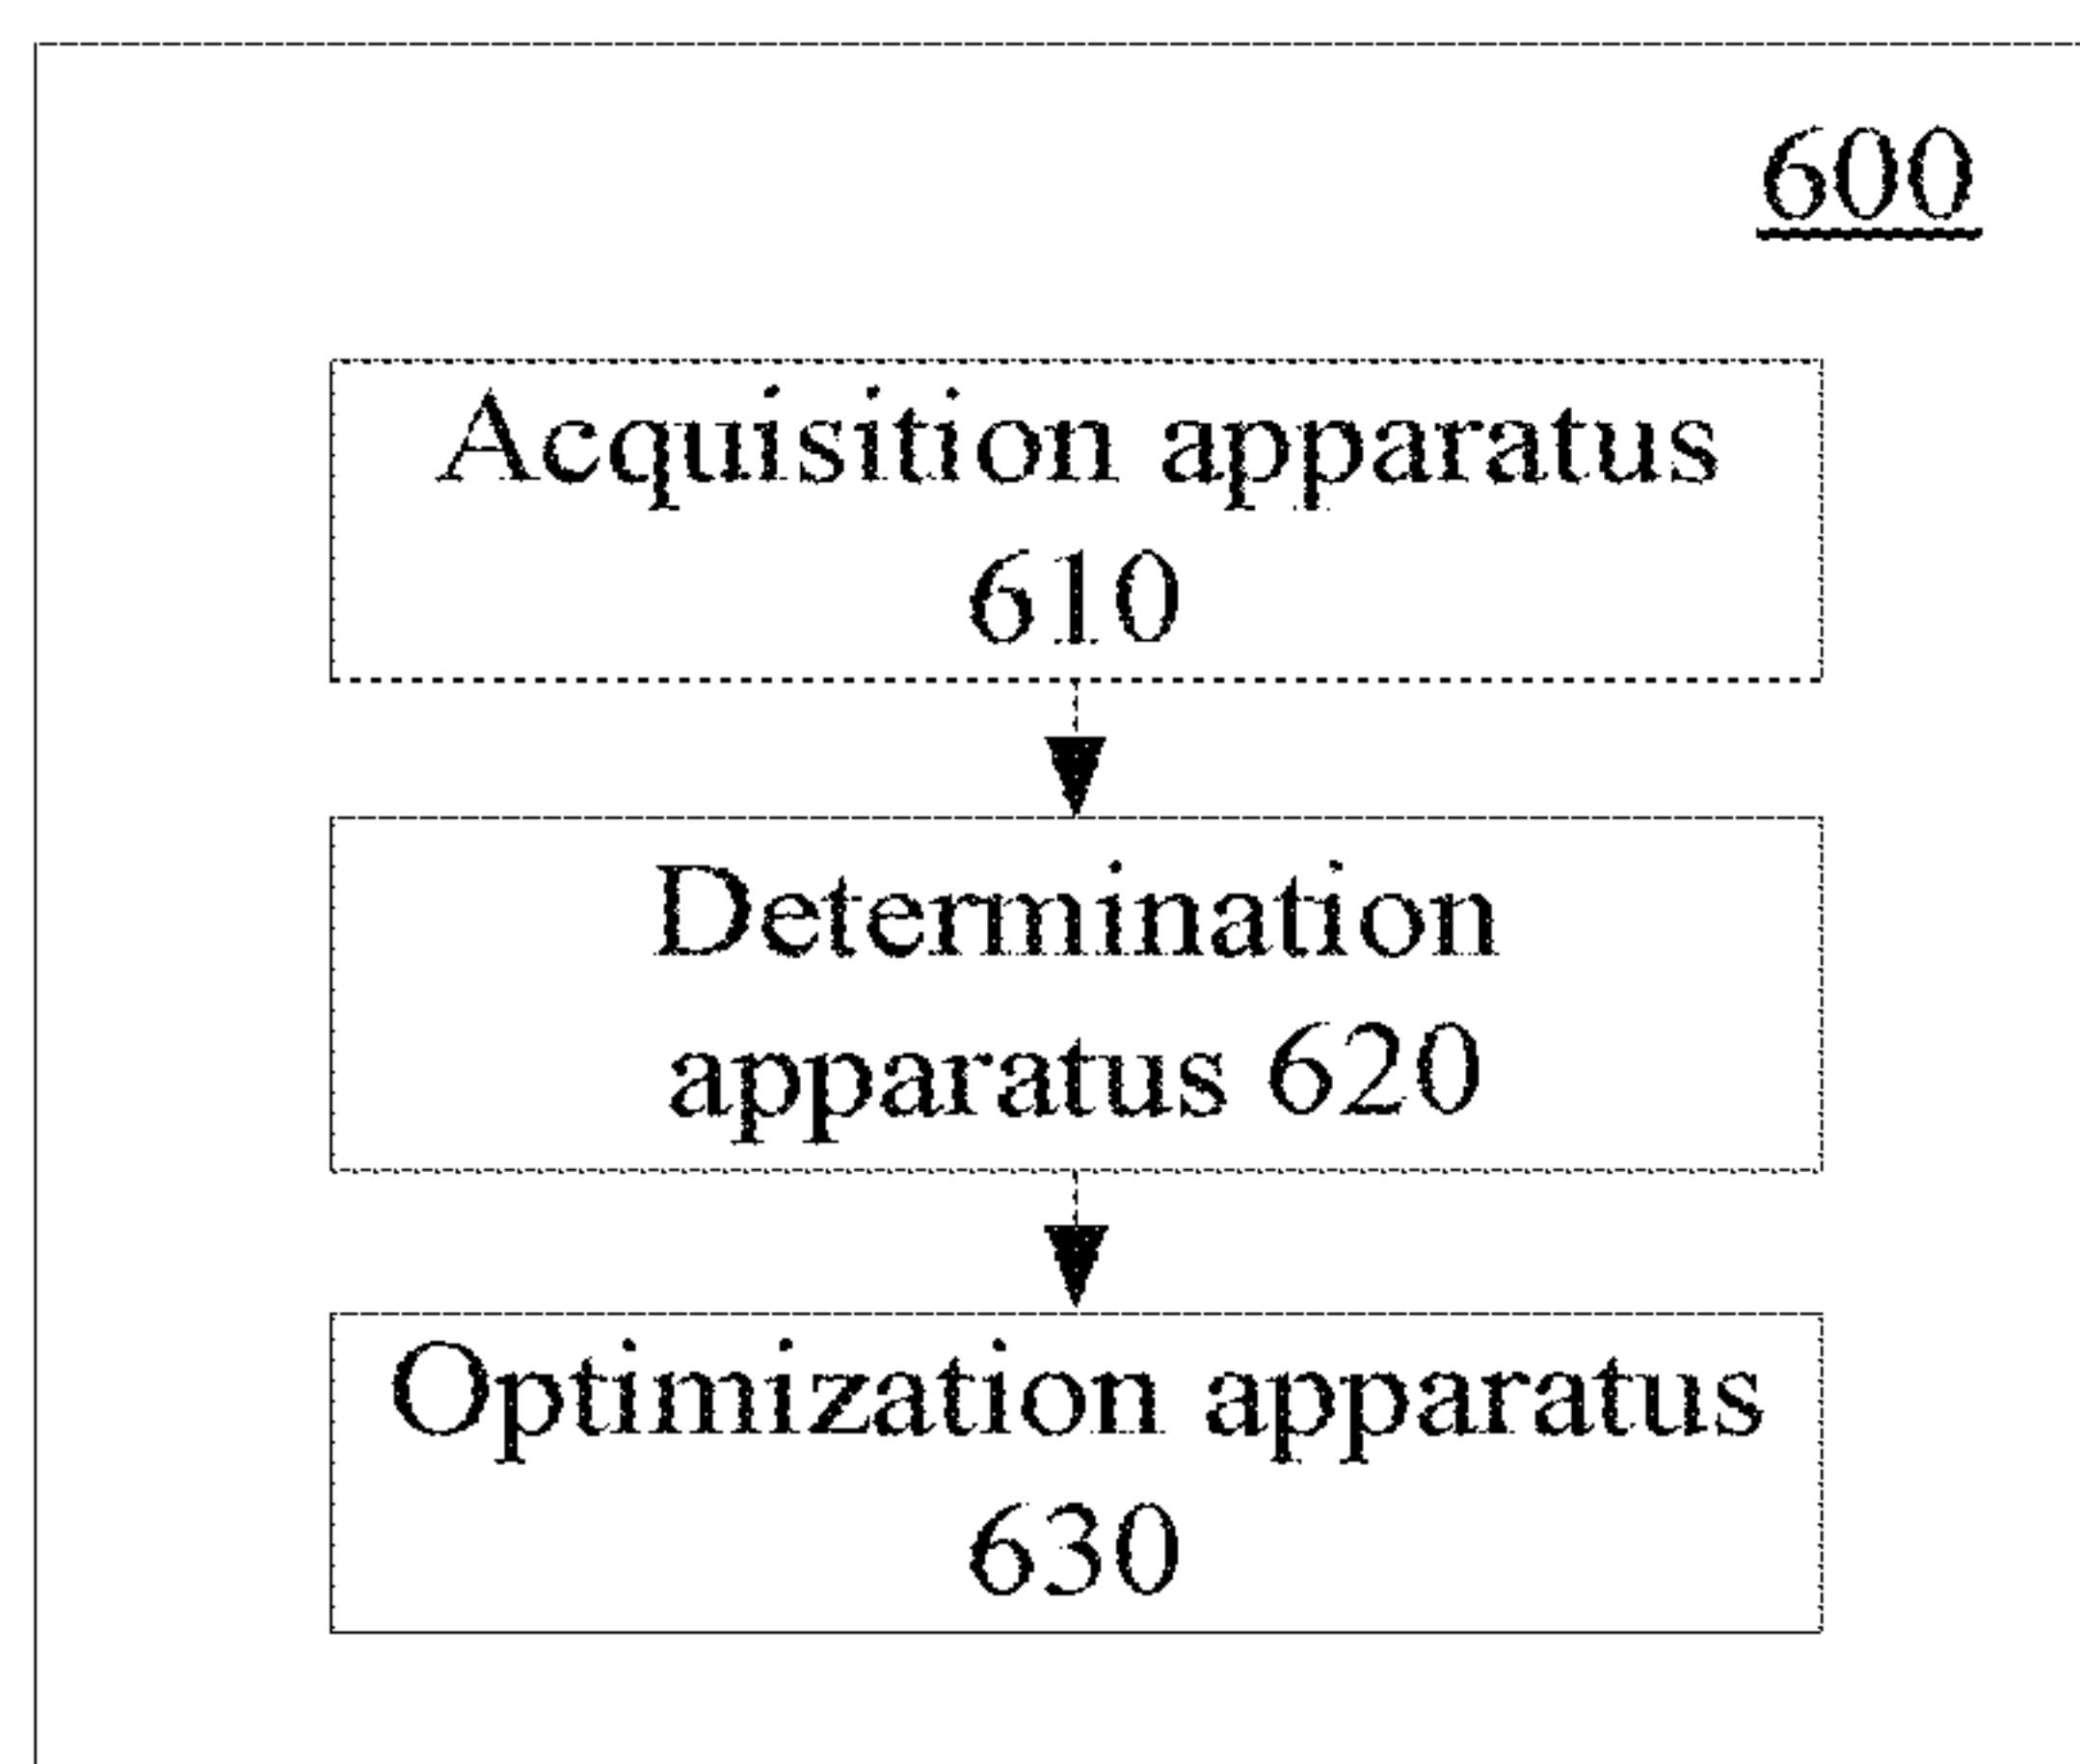 600
Acquisition apparatus
610
Determination
apparatus 620
Optimization apparatus
630